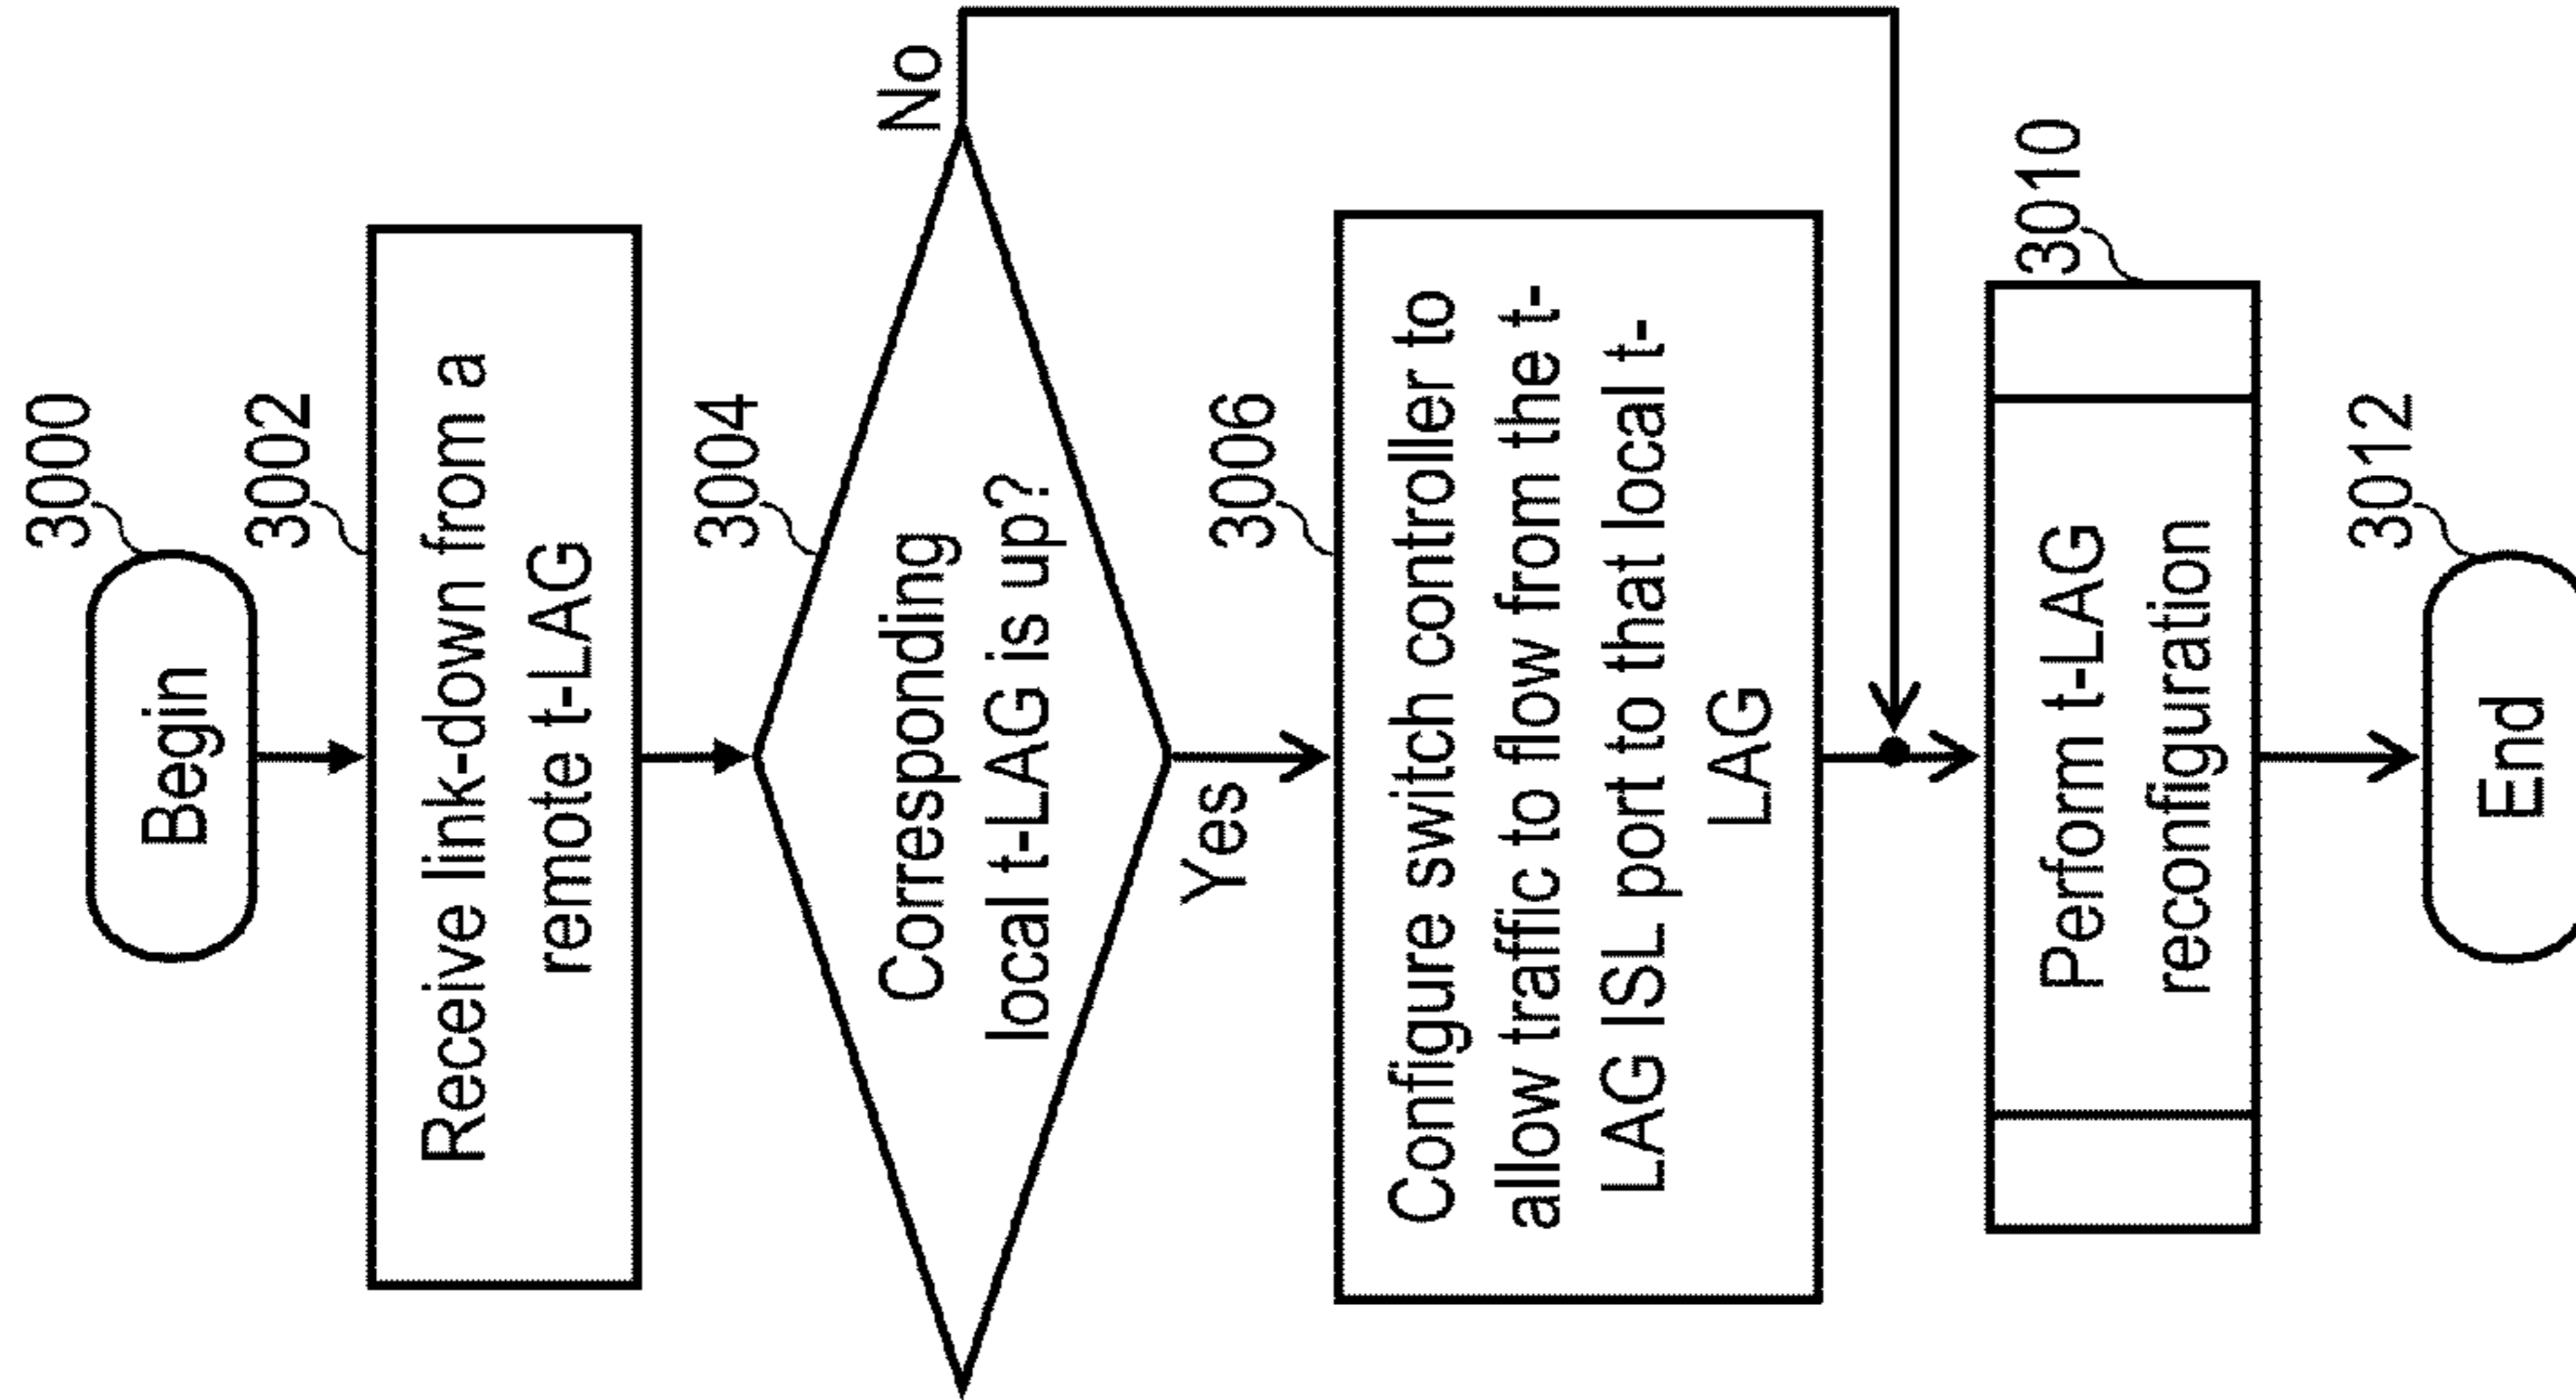 3000
Begin
3002
Receive link-down from a
remote t-LAG
3004
Corresponding
local t-LAG is up?
No
Yes
3006
Configure switch controller to
allow traffic to flow from the t-
LAG ISL port to that local t-
LAG
3010
Perform t-LAG
reconfiguration
3012
End